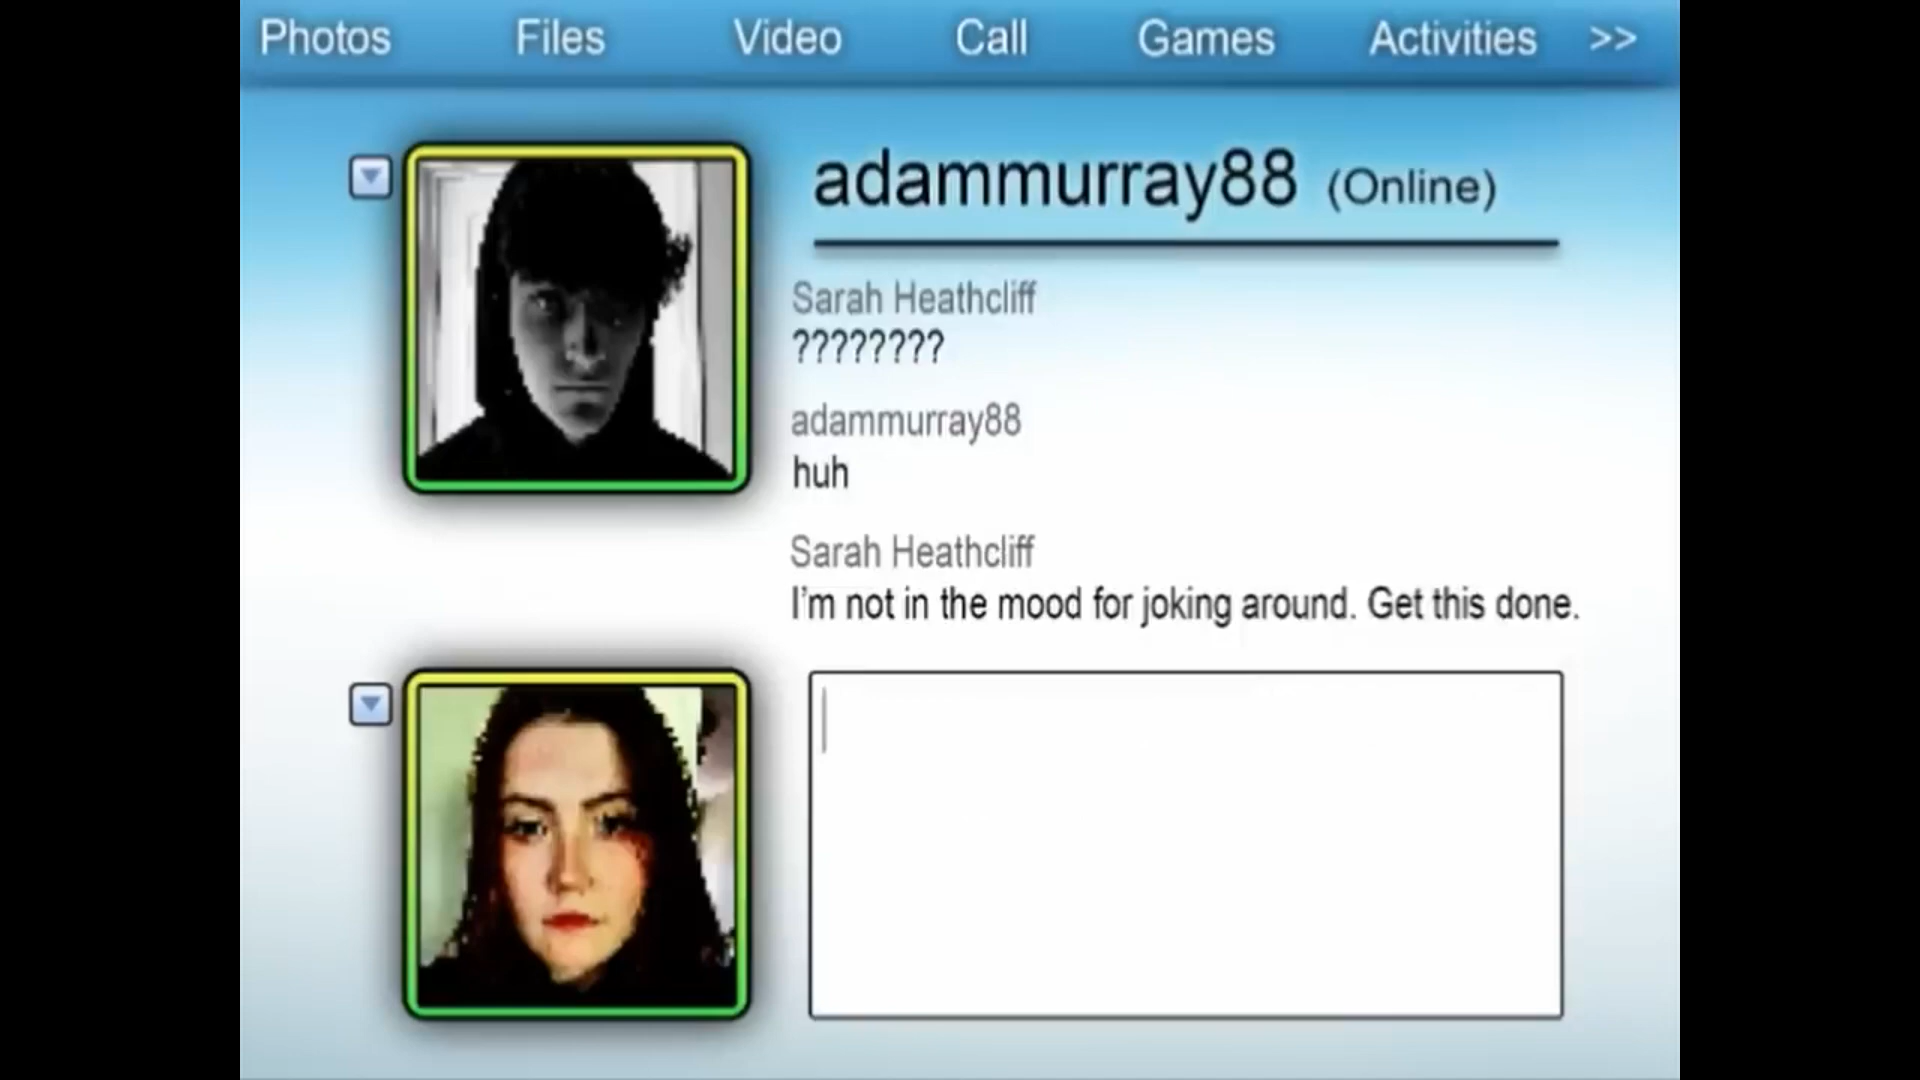 Photos Files Video Call Games Activities >>
adammurray88 (Online)
Sarah Heathcliff
????????
adammurray88
huh
Sarah Heathcliff
I'm not in the mood for joking around. Get this done.